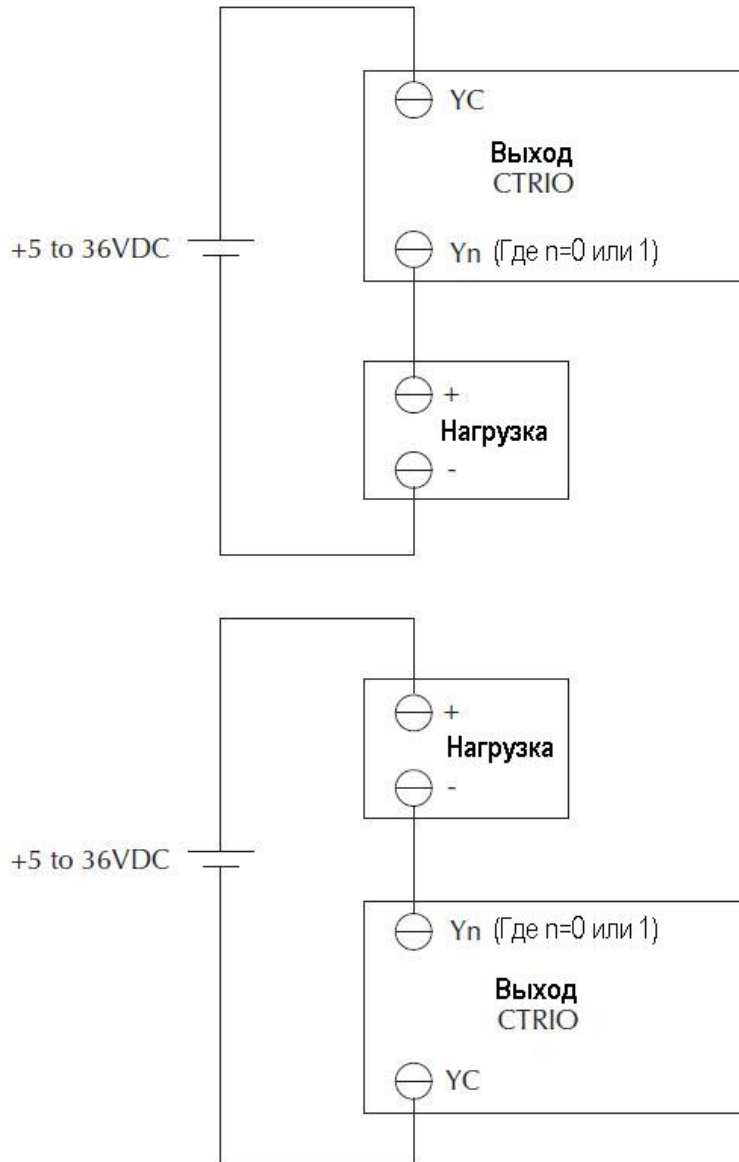 YC
Выход
CTRIO
+5 to 36VDC
Yn (Где n=0 или 1)
+
Нагрузка
-
+
Нагрузка
-
+5 to 36VDC
Yn (Где n=0 или 1)
Выход
CTRIO
YC